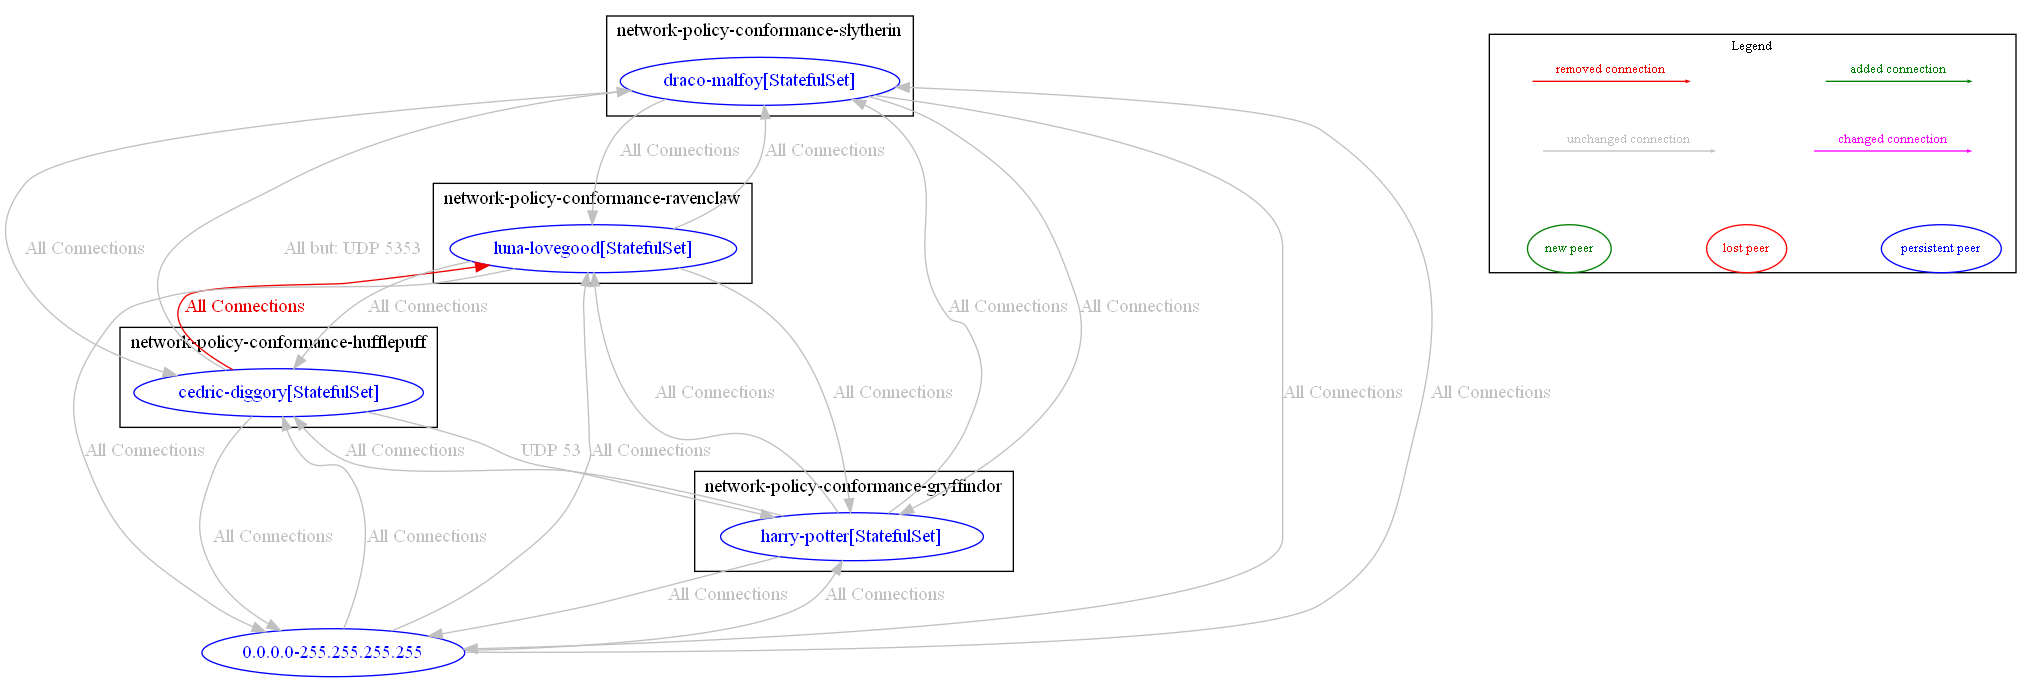 network-policy-conformance-slytherin
draco-malfoy[StatefulSet]
Legend
removed connection
added connection
unchanged connection
changed connection
new peer
lost peer
persistent peer
All Connections
All Connections
network-policy-conformance-ravenclaw
luna-lovegood[StatefulSet]
All Connections
All but: UDP 5353
All Connections
All Connections
All Connections
All Connections
network-policy-conformance-hufflepuff
cedric-diggory[StatefulSet]
All Connections
All Connections
All Connections
All Connections
All Connections
All Connections
UDP 53
All Connections
network-policy-conformance-gryffindor
harry-potter[StatefulSet]
All Connections
All Connections
All Connections
All Connections
0.0.0.0-255.255.255.255